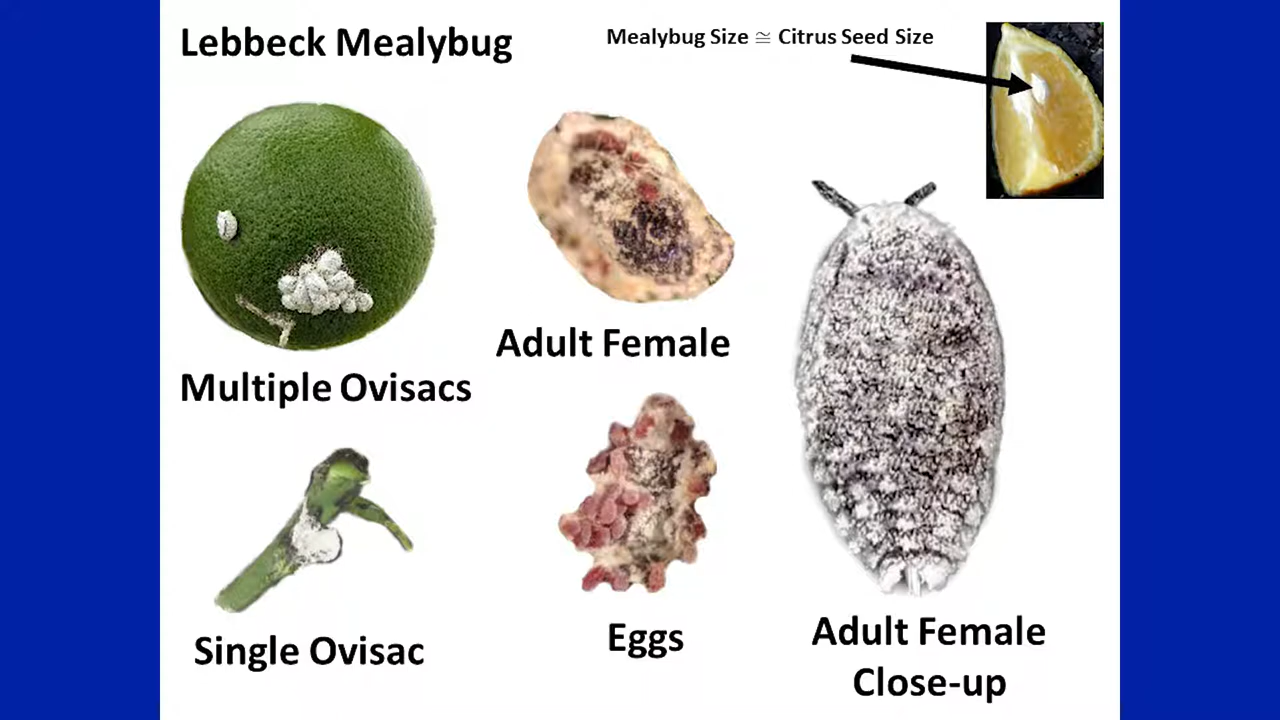 Lebbeck Mealybug
Mealybug Size ≅ Citrus Seed Size
Multiple Ovisacs
Adult Female
Single Ovisac
Eggs
Adult Female
Close-up